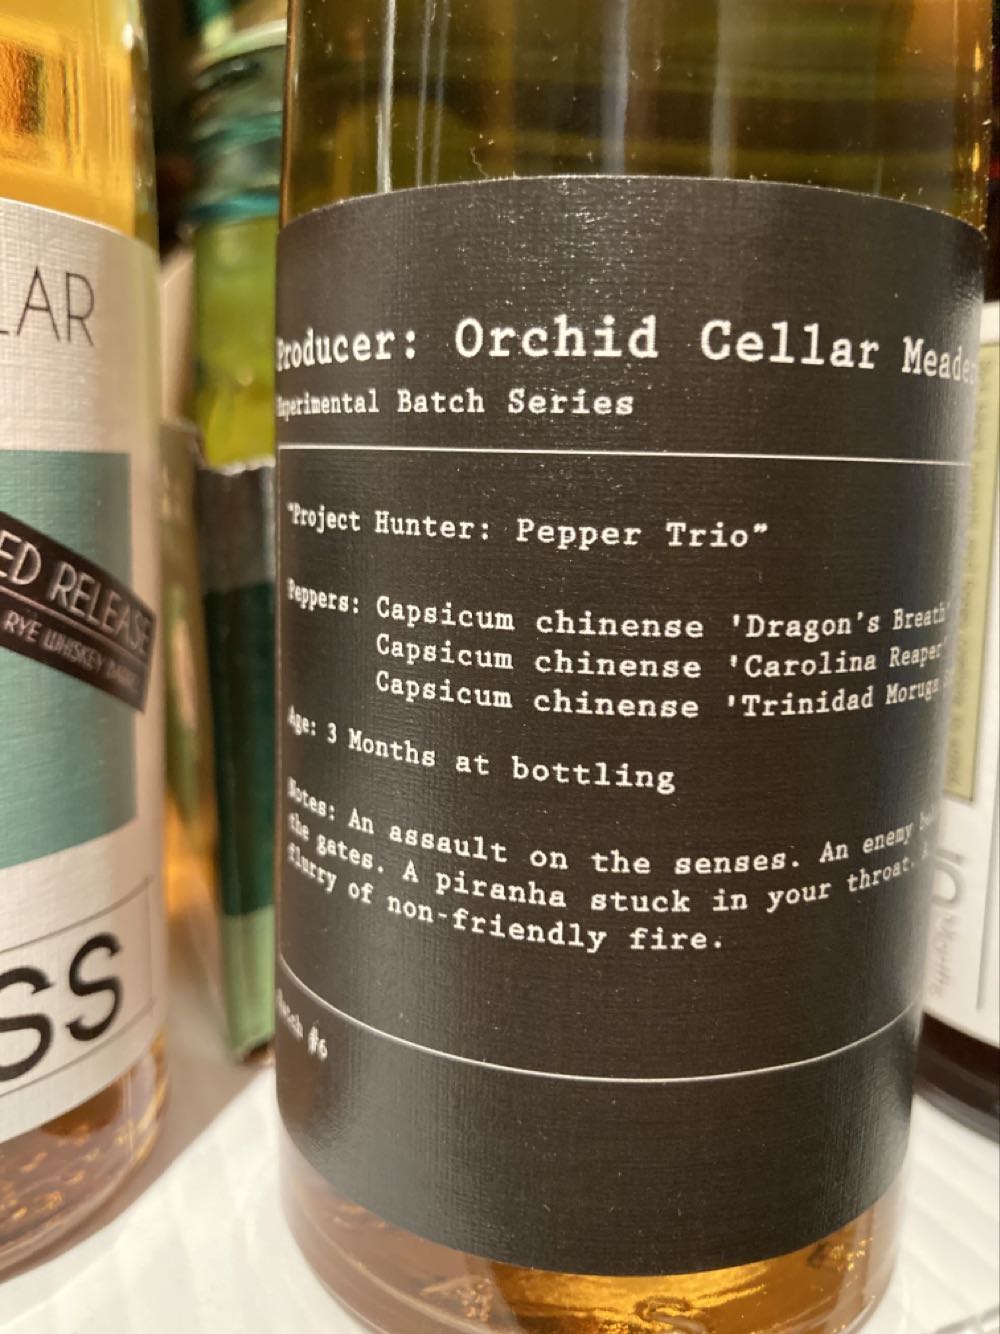 LAR
ED RELEASE
RYE WHISKEY BARREL
SS
Producer: Orchid Cellar Meade
Experimental Batch Series
"Project Hunter: Pepper Trio"
Peppers: Capsicum chinense 'Dragon's Breath'
Capsicum chinense 'Carolina Reaper'
Capsicum chinense 'Trinidad Moruga
Age: 3 Months at bottling
Notes: An assault on the senses. An enemy
the gates. A piranha stuck in your throat.
flurry of non-friendly fire.
Batch #6